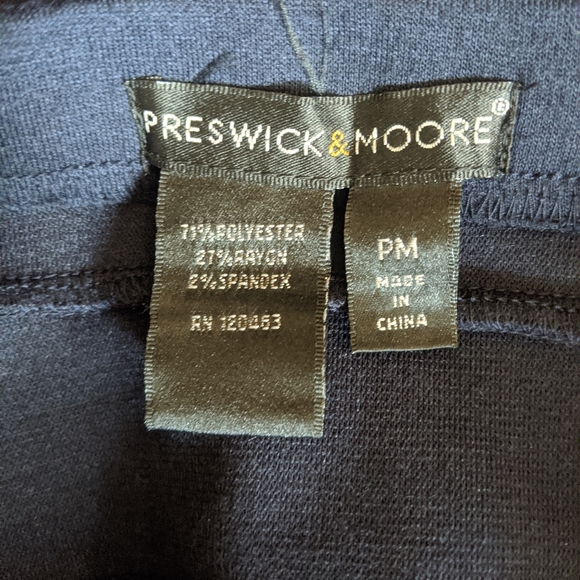 PRESWICK&MOORE®
71%POLYESTER
27%RAYON
2%SPANDEX
RN 120463
PM
MADE
IN
CHINA